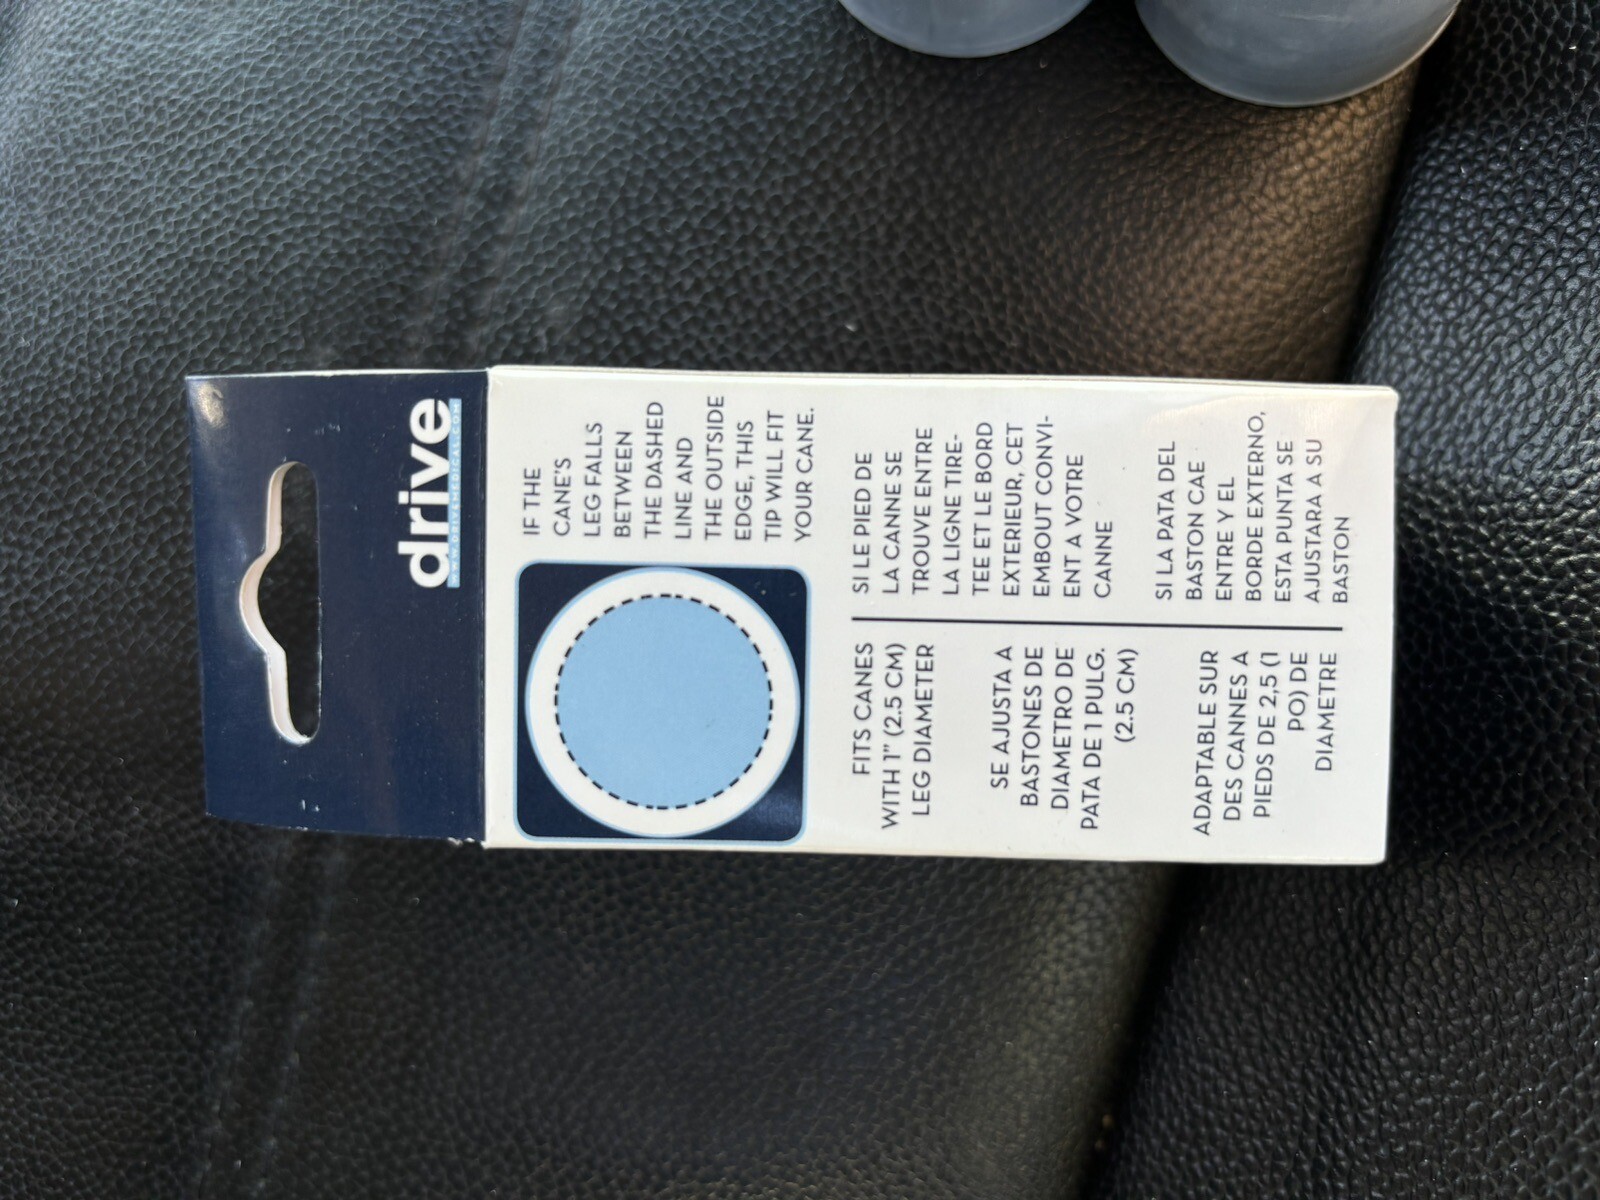 drive
WWW.DRIVEMEDICAL.COM
IF THE
CANE'S
LEG FALLS
BETWEEN
THE DASHED
LINE AND
THE OUTSIDE
EDGE, THIS
TIP WILL FIT
YOUR CANE.
FITS CANES
WITH 1" (2.5 CM)
LEG DIAMETER
SE AJUSTA A
BASTONES DE
DIAMETRO DE
PATA DE 1 PULG.
(2.5 CM)
ADAPTABLE SUR
DES CANNES A
PIEDS DE 2,5 (1
PO) DE
DIAMETRE
SI LE PIED DE
LA CANNE SE
TROUVE ENTRE
LA LIGNE TIRE-
TEE ET LE BORD
EXTERIEUR, CET
EMBOUT CONVI-
ENT A VOTRE
CANNE
SI LA PATA DEL
BASTON CAE
ENTRE Y EL
BORDE EXTERNO,
ESTA PUNTA SE
AJUSTARA A SU
BASTON